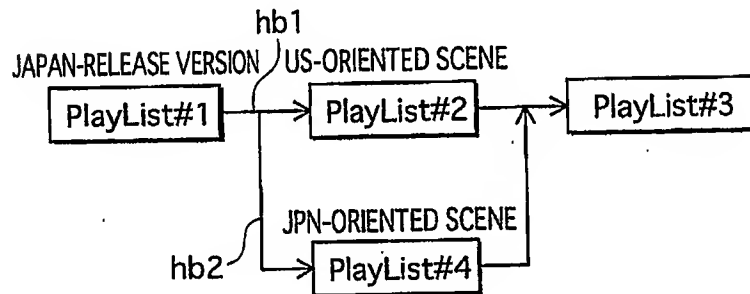 hb1
JAPAN-RELEASE VERSION US-ORIENTED SCENE
PlayList#1 PlayList#2 PlayList#3
JPN-ORIENTED SCENE
hb2 PlayList#4